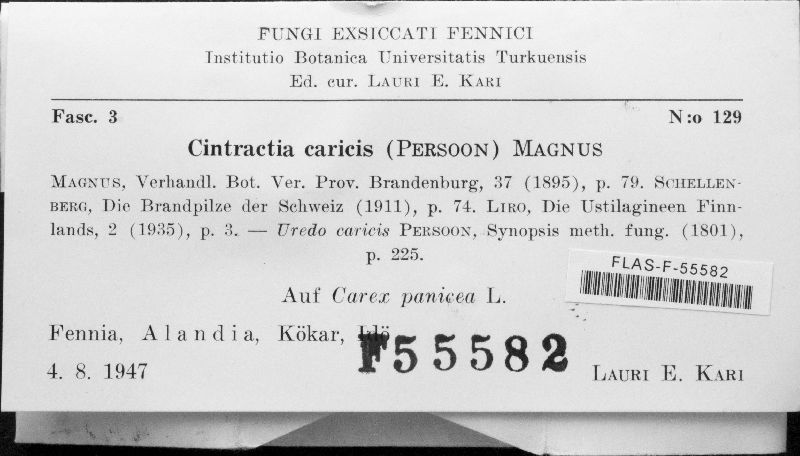 FUNGI EXSICCATI FENNICI
Institutio Botanica Universitatis Turkuensis
Ed. cur. LAURI E. KARI
Fasc. 3 N:o 129
Cintractia caricis (PERSOON) MAGNUS
MAGNUS, Verhandl. Bot. Ver. Prov. Brandenburg, 37 (1895), p. 79. SCHELLEN-
BERG, Die Brandpilze der Schweiz (1911), p. 74. LIRO, Die Ustilagineen Finn-
lands, 2 (1935), p. 3. — Uredo caricis PERSOON, Synopsis meth. fung. (1801),
p. 225.
FLAS-F-55582
Auf Carex panicea L.
Fennia, Alandia, Kökar, Idö
F55582
4. 8. 1947 LAURI E. KARI